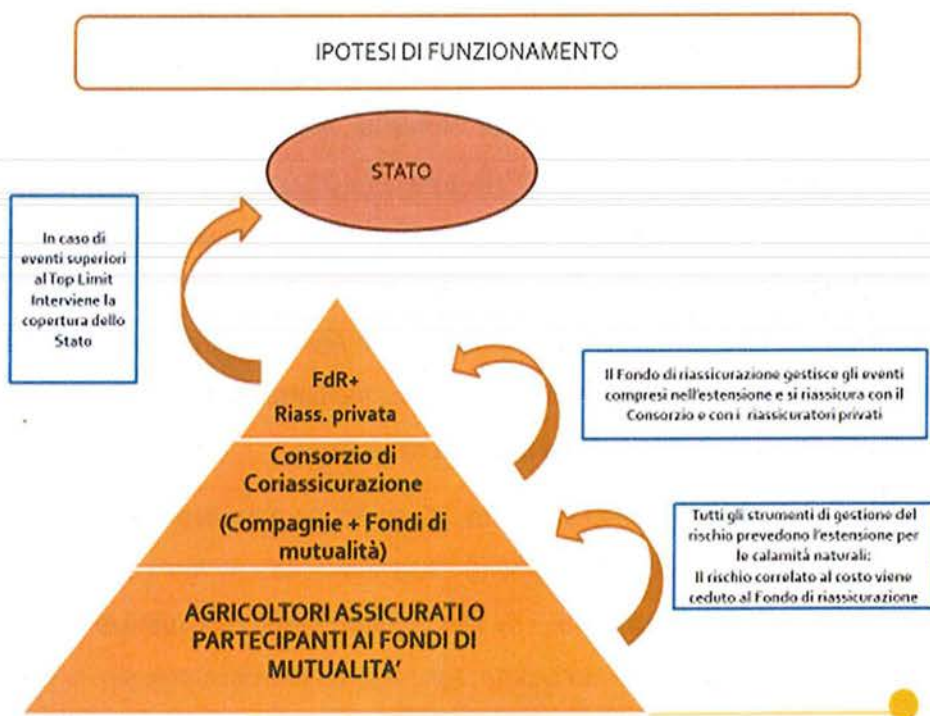 IPOTESI DI FUNZIONAMENTO
STATO
In caso di
eventi superiori
al Top Limit
Interviene la
copertura dello
Stato
FdR+
Riass. privata
Il Fondo di riassicurazione gestisce gli eventi
compresi nell'estensione e si riassicura con il
Consorzio e con i riassicuratori privati
Consorzio di
Coriassicurazione
(Compagnie + Fondi di
mutualità)
Tutti gli strumenti di gestione del
rischio prevedono l'estensione per
le calamità naturali;
Il rischio correlato al costo viene
ceduto al Fondo di riassicurazione
AGRICOLTORI ASSICURATI O
PARTECIPANTI AI FONDI DI
MUTUALITA'